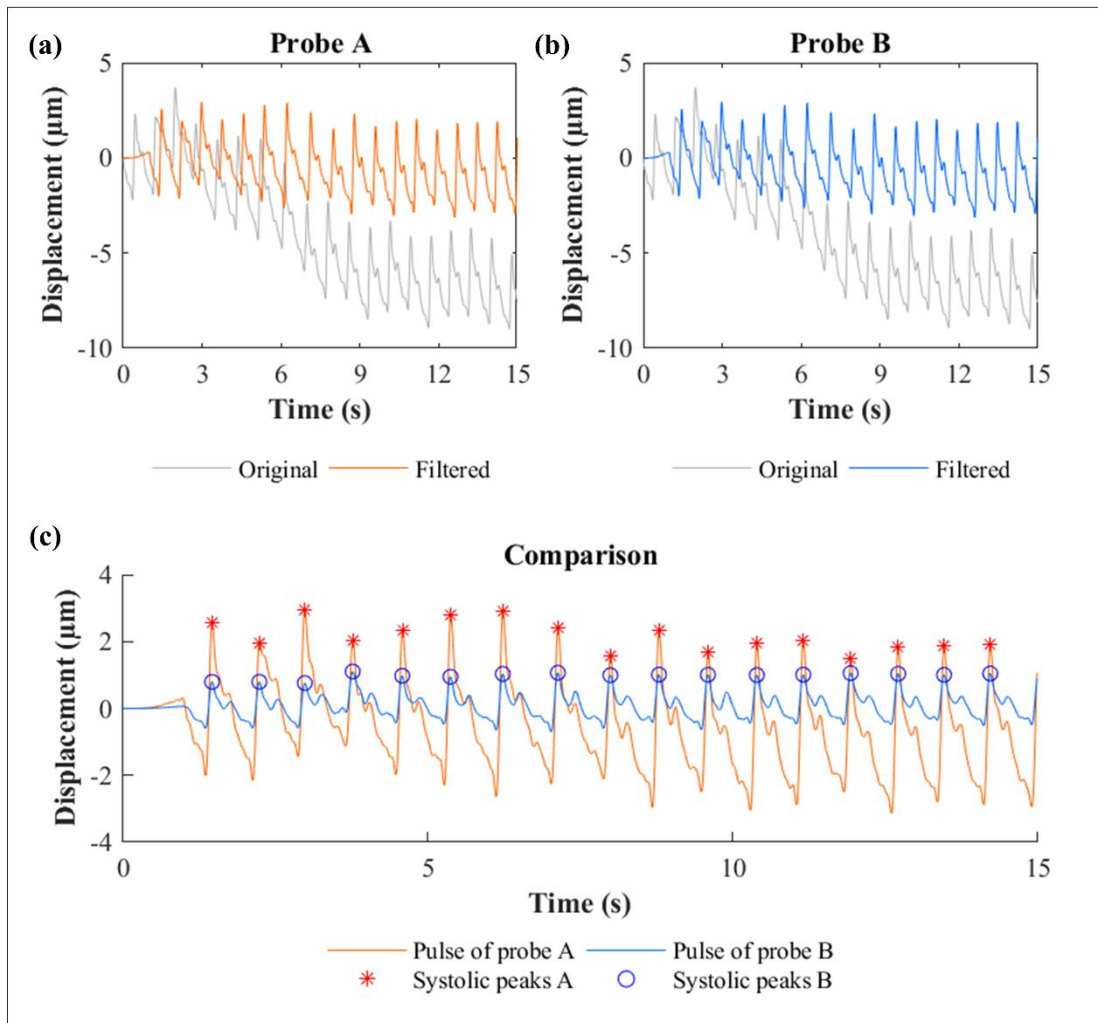 (a)
Probe A
Displacement (μm)
5
0
-5
-10
0 3 6 9 12 15
Time (s)
Original Filtered
(b)
Probe B
Displacement (μm)
5
0
-5
-10
0 3 6 9 12 15
Time (s)
Original Filtered
(c)
Comparison
Displacement (μm)
4
2
0
-2
-4
0 5 10 15
Time (s)
Pulse of probe A Pulse of probe B
Systolic peaks A Systolic peaks B